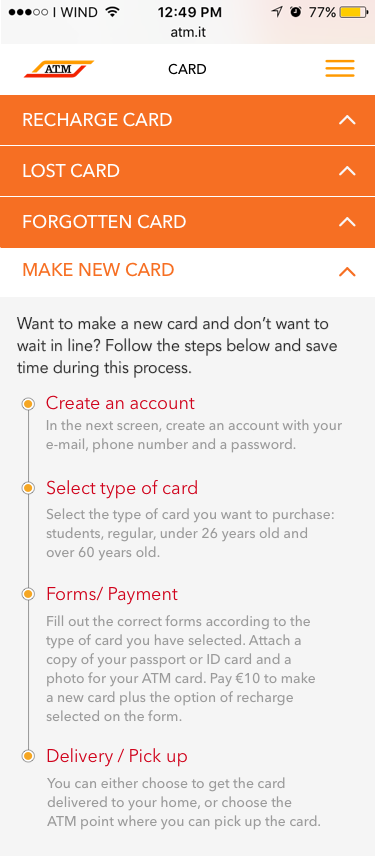 I WIND 12:49 PM 77%
atm.it
ATM CARD
RECHARGE CARD
LOST CARD
FORGOTTEN CARD
MAKE NEW CARD
Want to make a new card and don’t want to
wait in line? Follow the steps below and save
time during this process.
Create an account
In the next screen, create an account with your
e-mail, phone number and a password.
Select type of card
Select the type of card you want to purchase:
students, regular, under 26 years old and
over 60 years old.
Forms/ Payment
Fill out the correct forms according to the
type of card you have selected. Attach a
copy of your passport or ID card and a
photo for your ATM card. Pay €10 to make
a new card plus the option of recharge
selected on the form.
Delivery / Pick up
You can either choose to get the card
delivered to your home, or choose the
ATM point where you can pick up the card.